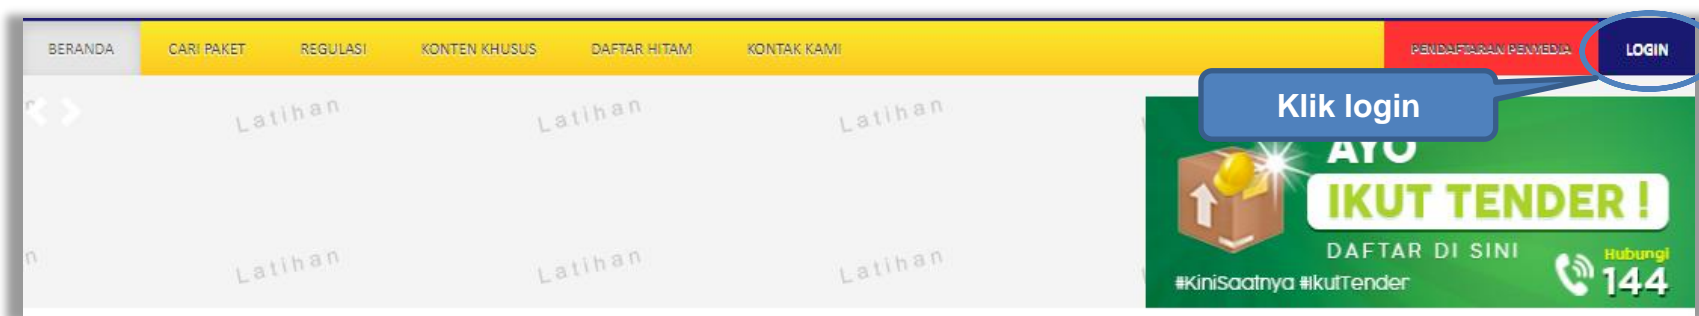 BERANDA CARI PAKET REGULASI KONTEN KHUSUS DAFTAR HITAM KONTAK KAMI PENDAFTARAN PENYEDIA LOGIN
Klik login
Latihan Latihan Latihan
AYO
IKUT TENDER !
DAFTAR DI SINI
Hubungi
Latihan Latihan Latihan
#KiniSaatnya #IkutTender
144